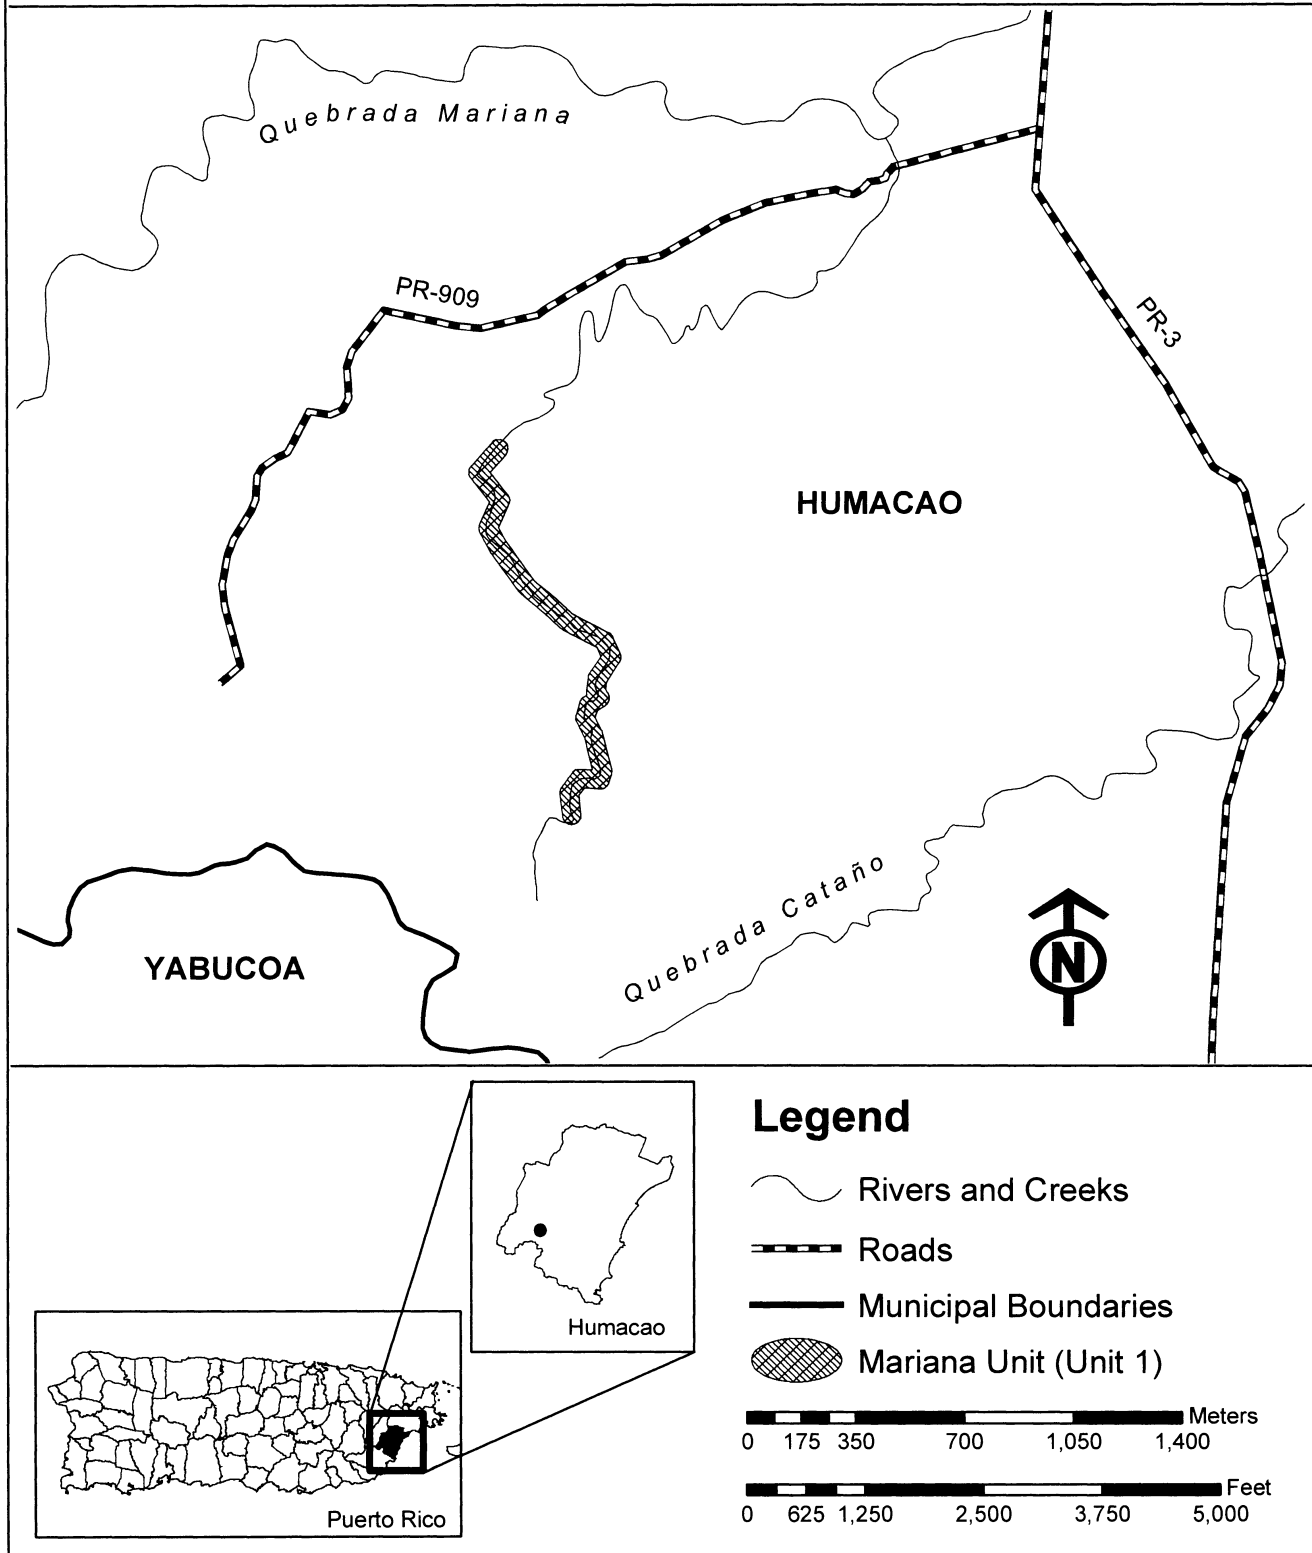 Quebrada Mariana
PR-909
PR-3
HUMACAO
Quebrada Cataño
YABUCOA
N
Humacao
Puerto Rico
Legend
Rivers and Creeks
Roads
Municipal Boundaries
Mariana Unit (Unit 1)
Meters
0 175 350 700 1,050 1,400
Feet
0 625 1,250 2,500 3,750 5,000